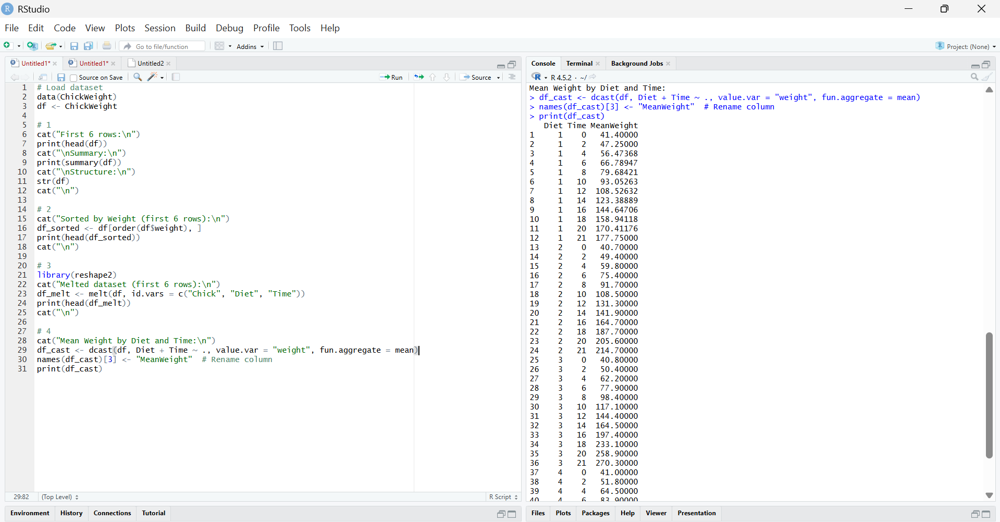 RStudio
File Edit Code View Plots Session Build Debug Profile Tools Help
Go to file/function Addins Project: (None)
Untitled1* Untitled1* Untitled2
Source on Save Run Source
1 # Load dataset
2 data(ChickWeight)
3 df <- ChickWeight
4
5 # 1
6 cat("First 6 rows:\n")
7 print(head(df))
8 cat("\nSummary:\n")
9 print(summary(df))
10 cat("\nStructure:\n")
11 str(df)
12 cat("\n")
13
14 # 2
15 cat("Sorted by Weight (first 6 rows):\n")
16 df_sorted <- df[order(df$weight), ]
17 print(head(df_sorted))
18 cat("\n")
19
20 # 3
21 library(reshape2)
22 cat("Melted dataset (first 6 rows):\n")
23 df_melt <- melt(df, id.vars = c("Chick", "Diet", "Time"))
24 print(head(df_melt))
25 cat("\n")
26
27 # 4
28 cat("Mean Weight by Diet and Time:\n")
29 df_cast <- dcast(df, Diet + Time ~ ., value.var = "weight", fun.aggregate = mean)
30 names(df_cast)[3] <- "MeanWeight" # Rename column
31 print(df_cast)
29:82 (Top Level) R Script
Environment History Connections Tutorial
Console Terminal Background Jobs
R 4.5.2 · ~/
Mean Weight by Diet and Time:
> df_cast <- dcast(df, Diet + Time ~ ., value.var = "weight", fun.aggregate = mean)
> names(df_cast)[3] <- "MeanWeight" # Rename column
> print(df_cast)
Diet Time MeanWeight
1 1 0 41.40000
2 1 2 47.25000
3 1 4 56.47368
4 1 6 66.78947
5 1 8 79.68421
6 1 10 93.05263
7 1 12 108.52632
8 1 14 123.38889
9 1 16 144.64706
10 1 18 158.94118
11 1 20 170.41176
12 1 21 177.75000
13 2 0 40.70000
14 2 2 49.40000
15 2 4 59.80000
16 2 6 75.40000
17 2 8 91.70000
18 2 10 108.50000
19 2 12 131.30000
20 2 14 141.90000
21 2 16 164.70000
22 2 18 187.70000
23 2 20 205.60000
24 2 21 214.70000
25 3 0 40.80000
26 3 2 50.40000
27 3 4 62.20000
28 3 6 77.90000
29 3 8 98.40000
30 3 10 117.10000
31 3 12 144.40000
32 3 14 164.50000
33 3 16 197.40000
34 3 18 233.10000
35 3 20 258.90000
36 3 21 270.30000
37 4 0 41.00000
38 4 2 51.80000
39 4 4 64.50000
40 4 6 83.90000
Files Plots Packages Help Viewer Presentation